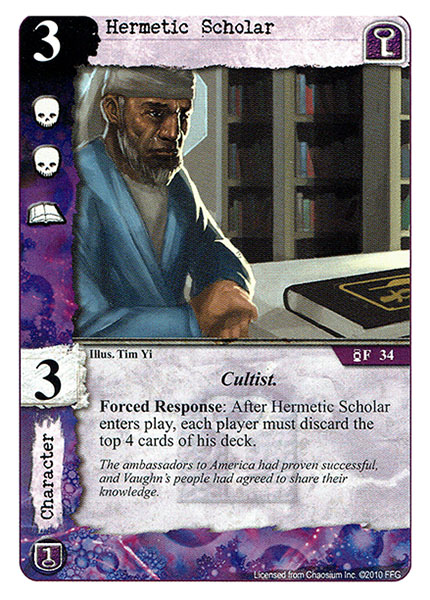 3
Hermetic Scholar
Illus. Tim Yi
F 34
3
Cultist.
Forced Response: After Hermetic Scholar
enters play, each player must discard the
top 4 cards of his deck.
The ambassadors to America had proven successful,
and Vaughn's people had agreed to share their
knowledge.
Character
1
Licensed from Chaosium Inc. ©2010 FFG